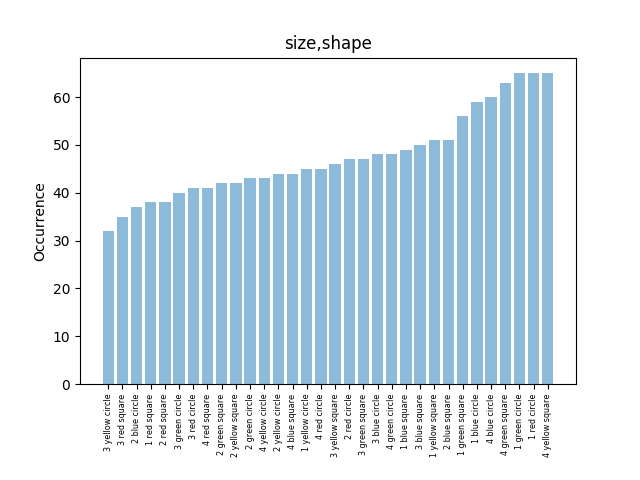 size,shape
Occurrence
60
50
40
30
20
10
0
3 yellow circle
3 red square
2 blue circle
1 red square
2 red square
3 green circle
3 red circle
4 red square
2 green square
2 yellow square
2 green circle
4 yellow circle
2 yellow circle
4 blue square
1 yellow circle
4 red circle
3 yellow square
2 red circle
3 green square
3 blue circle
4 green circle
1 blue square
3 blue square
1 yellow square
2 blue square
1 green square
1 blue circle
4 blue circle
4 green square
1 green circle
1 red circle
4 yellow square